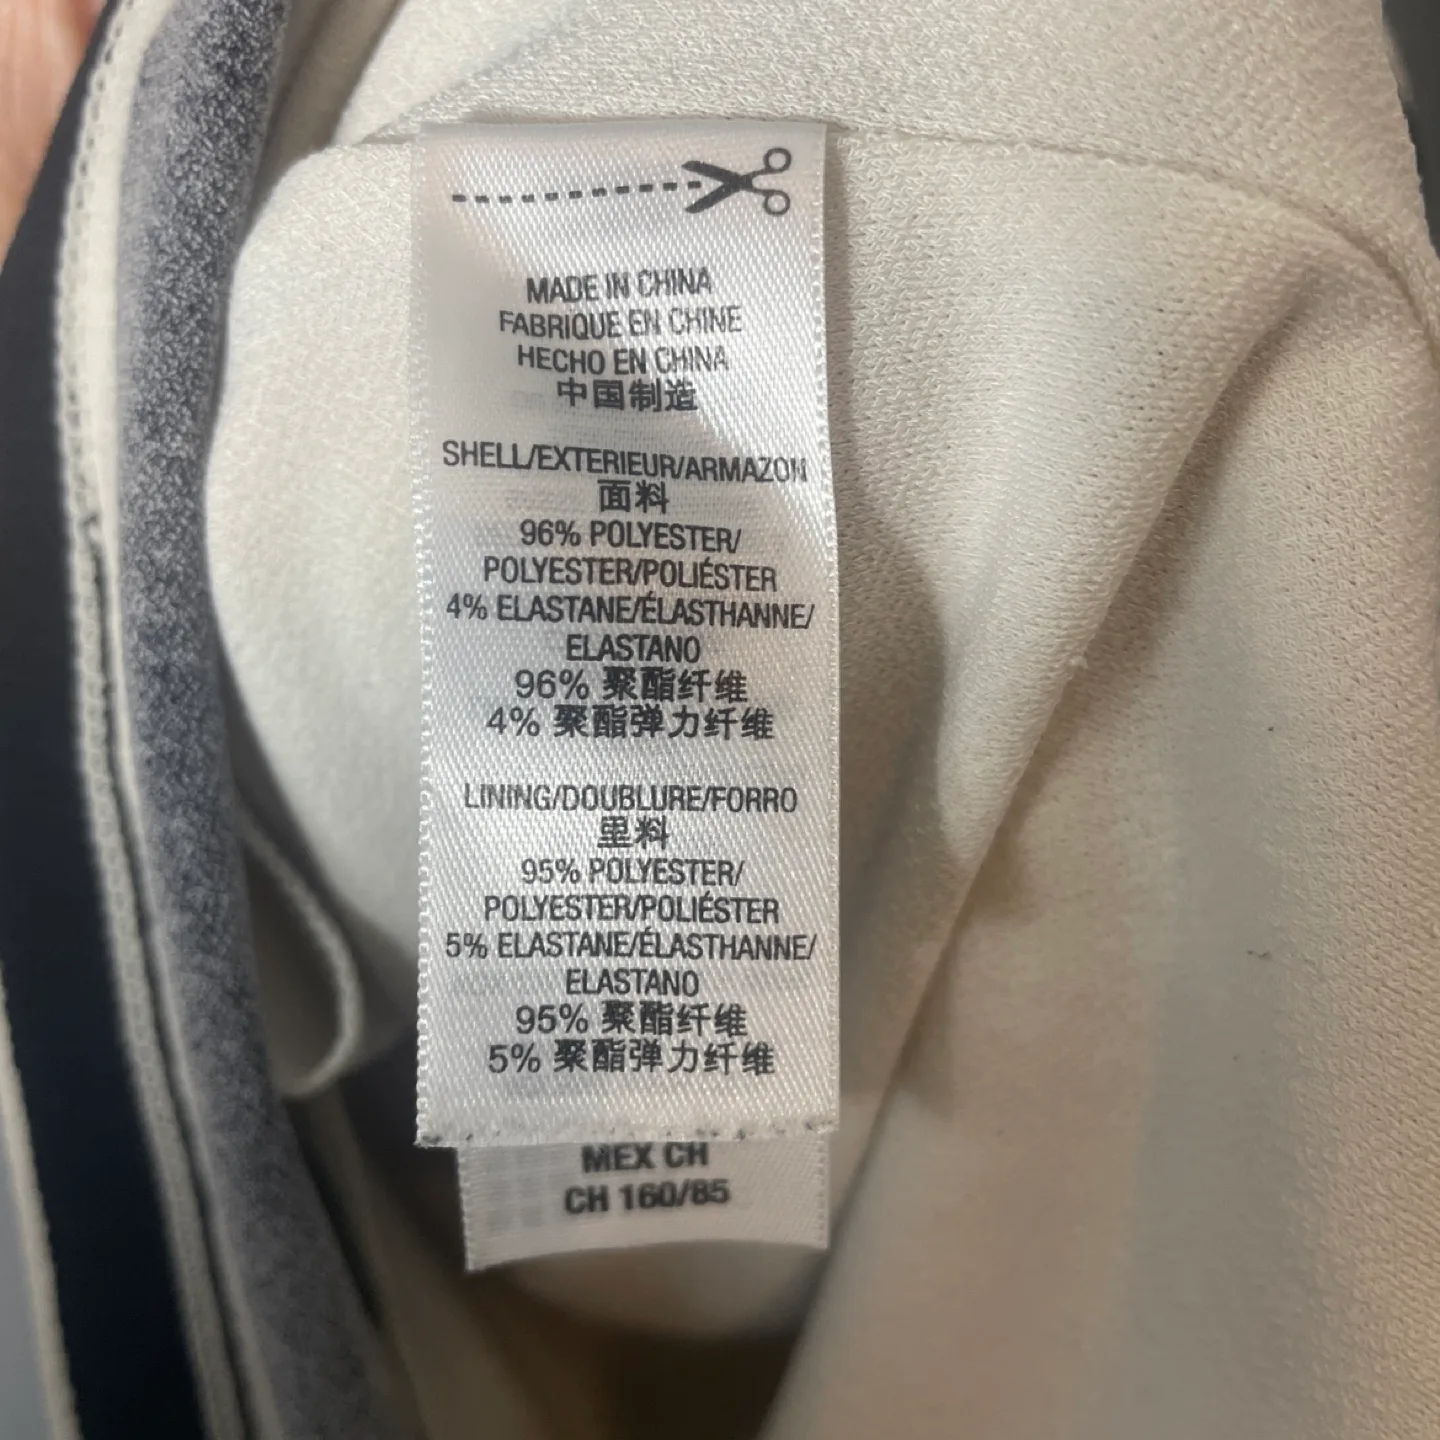 MADE IN CHINA
FABRIQUE EN CHINE
HECHO EN CHINA
中国制造
SHELL/EXTERIEUR/ARMAZON
面料
96% POLYESTER/
POLYESTER/POLIÉSTER
4% ELASTANE/ÉLASTHANNE/
ELASTANO
96% 聚酯纤维
4% 聚酯弹力纤维
LINING/DOUBLURE/FORRO
里料
95% POLYESTER/
POLYESTER/POLIÉSTER
5% ELASTANE/ÉLASTHANNE/
ELASTANO
95% 聚酯纤维
5% 聚酯弹力纤维
MEX CH
CH 160/85